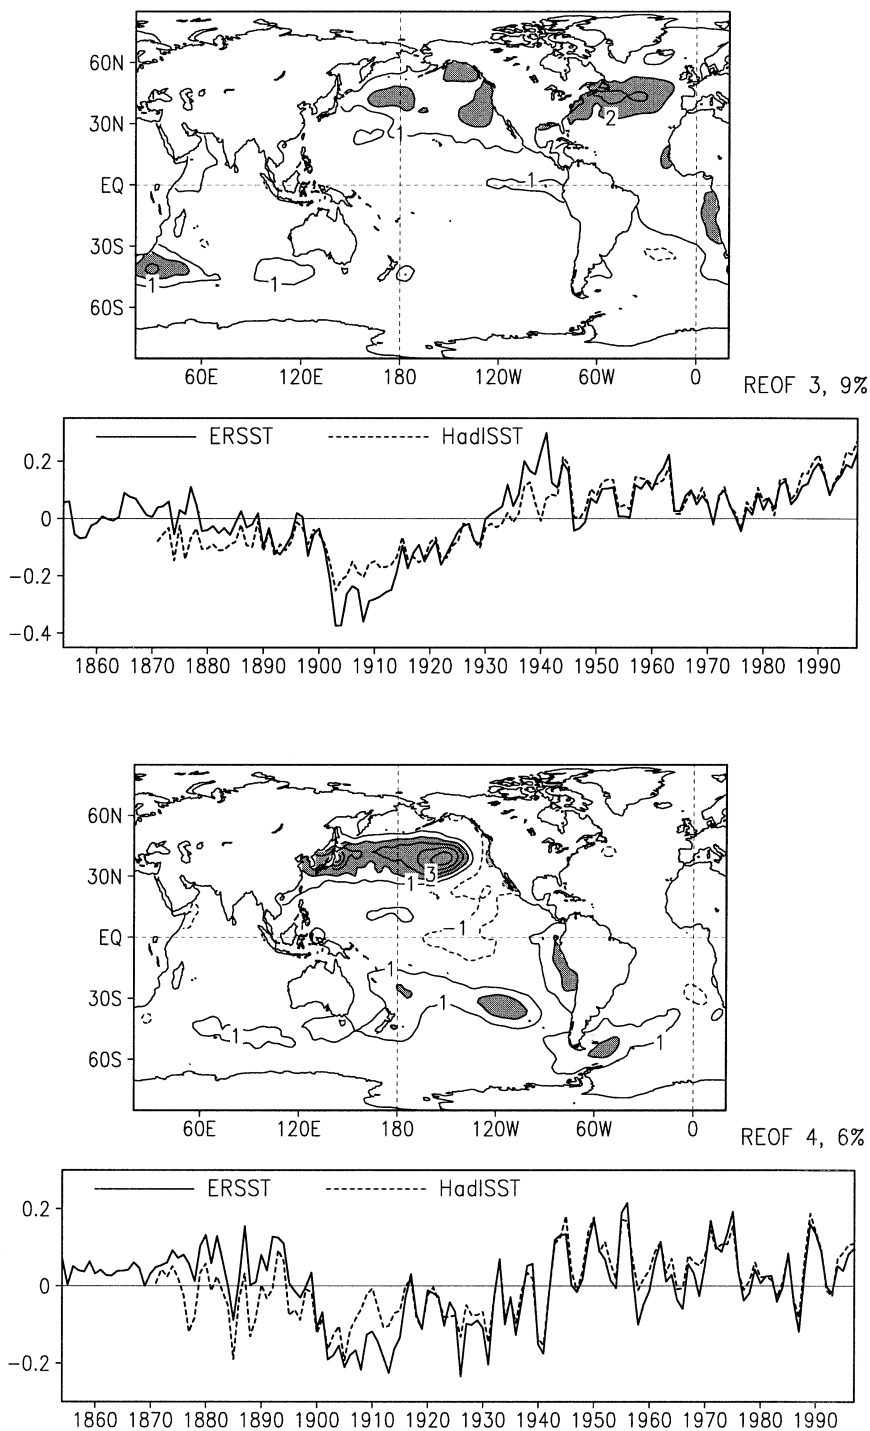 60N
30N
EQ
30S
60S
2
1
1
1
1
60E 120E 180 120W 60W 0
REOF 3, 9%
ERSST HadISST
0.2
0
−0.2
−0.4
1860 1870 1880 1890 1900 1910 1920 1930 1940 1950 1960 1970 1980 1990
60N
30N
EQ
30S
60S
3
1
−1
1
1
1
1
60E 120E 180 120W 60W 0
REOF 4, 6%
ERSST HadISST
0.2
0
−0.2
1860 1870 1880 1890 1900 1910 1920 1930 1940 1950 1960 1970 1980 1990